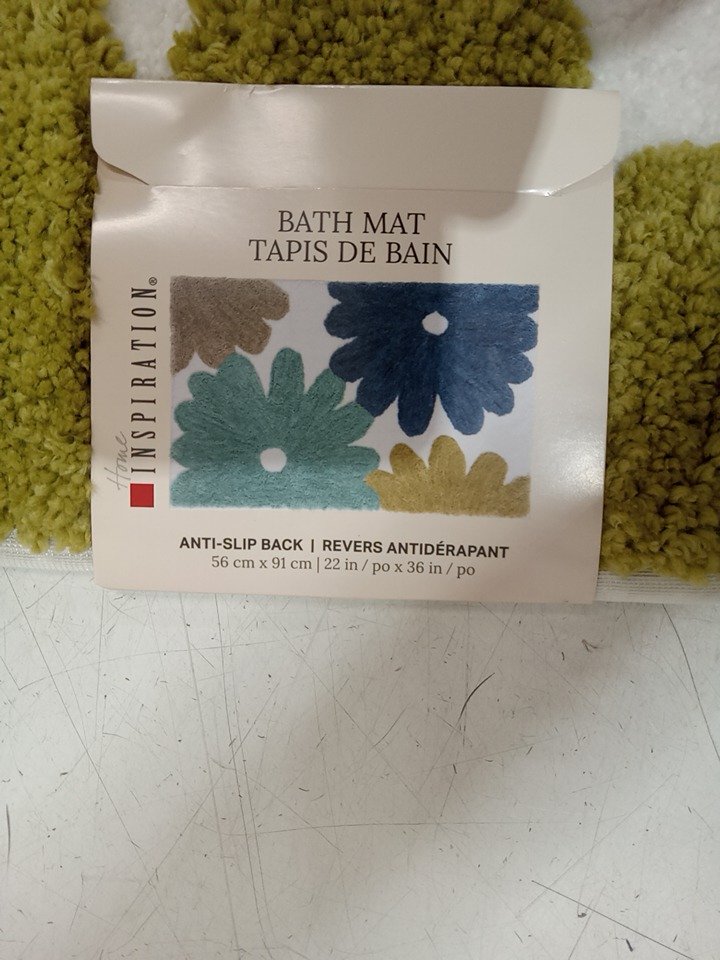 BATH MAT
TAPIS DE BAIN
Home
INSPIRATION®
ANTI-SLIP BACK | REVERS ANTIDÉRAPANT
56 cm x 91 cm | 22 in / po x 36 in / po